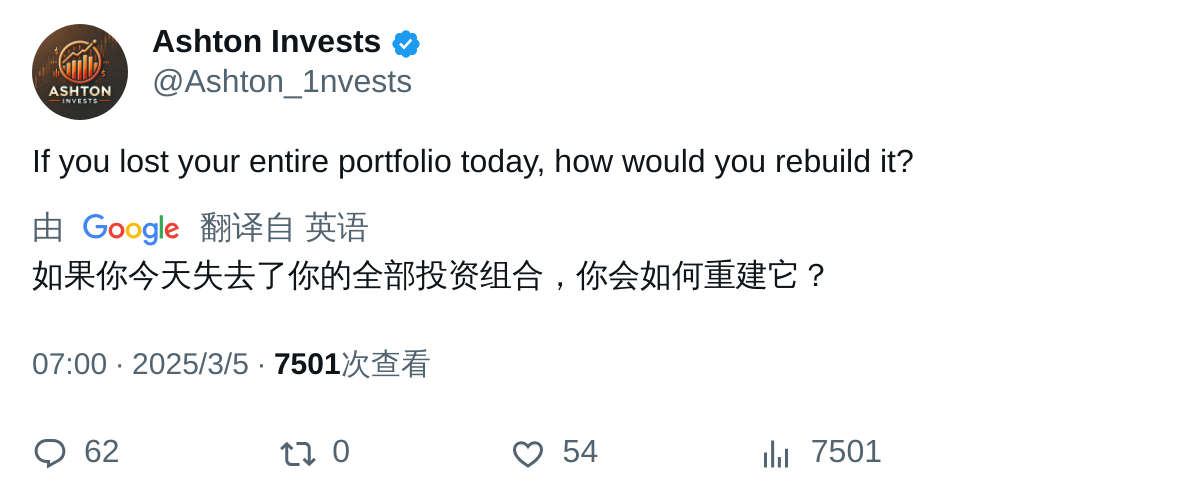 ASHTON
INVESTS
Ashton Invests
@Ashton_1nvests
If you lost your entire portfolio today, how would you rebuild it?
由 Google 翻译自 英语
如果你今天失去了你的全部投资组合，你会如何重建它？
07:00 · 2025/3/5 · 7501次查看
62 0 54 7501